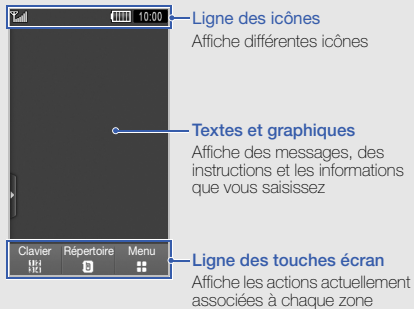 10:00
Ligne des icônes
Affiche différentes icônes
Textes et graphiques
Affiche des messages, des
instructions et les informations
que vous saisissez
Clavier Répertoire Menu
Ligne des touches écran
Affiche les actions actuellement
associées à chaque zone